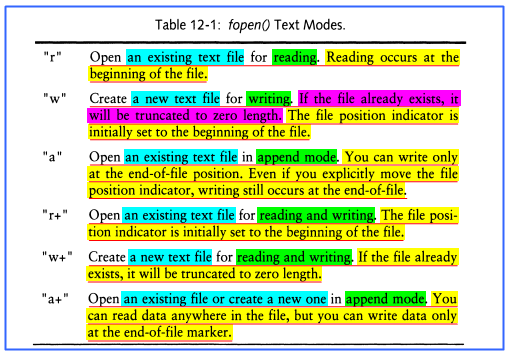 Table 12-1: fopen() Text Modes.
"r" Open an existing text file for reading. Reading occurs at the
beginning of the file.
"w" Create a new text file for writing. If the file already exists, it
will be truncated to zero length. The file position indicator is
initially set to the beginning of the file.
"a" Open an existing text file in append mode. You can write only
at the end-of-file position. Even if you explicitly move the file
position indicator, writing still occurs at the end-of-file.
"r+" Open an existing text file for reading and writing. The file posi-
tion indicator is initially set to the beginning of the file.
"w+" Create a new text file for reading and writing. If the file already
exists, it will be truncated to zero length.
"a+" Open an existing file or create a new one in append mode. You
can read data anywhere in the file, but you can write data only
at the end-of-file marker.